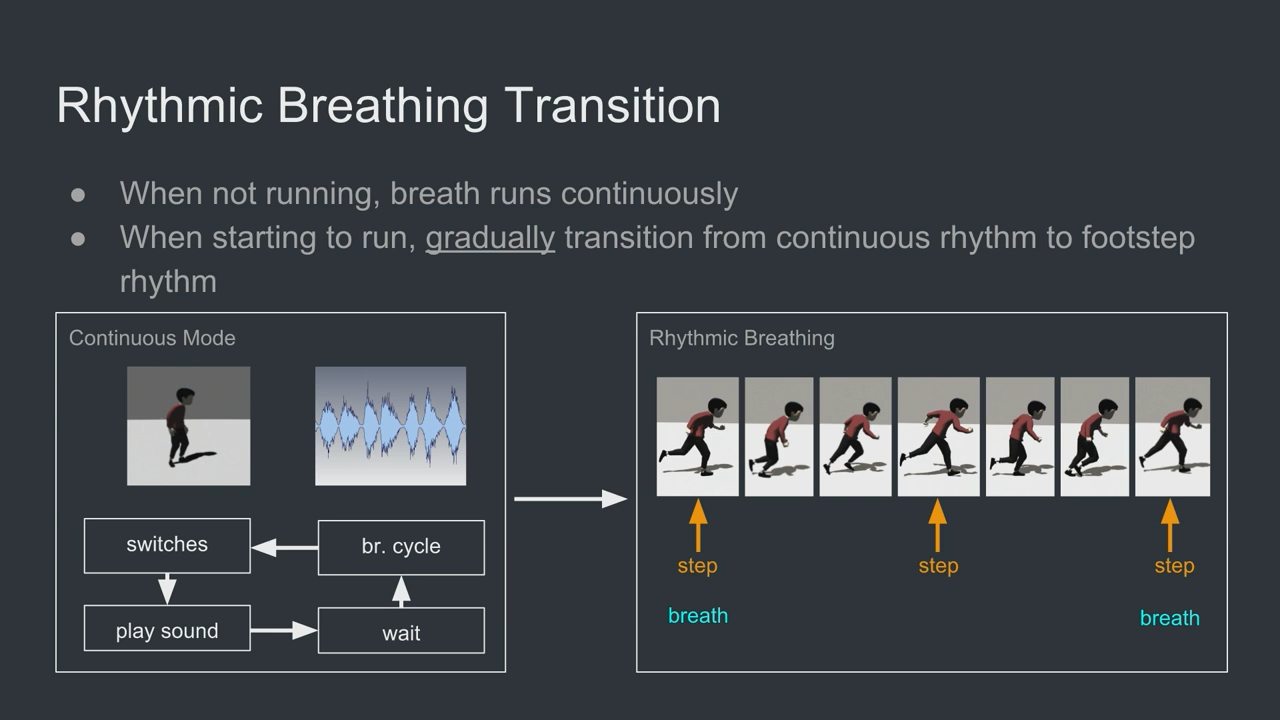 Rhythmic Breathing Transition
● When not running, breath runs continuously
● When starting to run, gradually transition from continuous rhythm to footstep
rhythm
Continuous Mode
switches
br. cycle
play sound
wait
Rhythmic Breathing
step
step
step
breath
breath